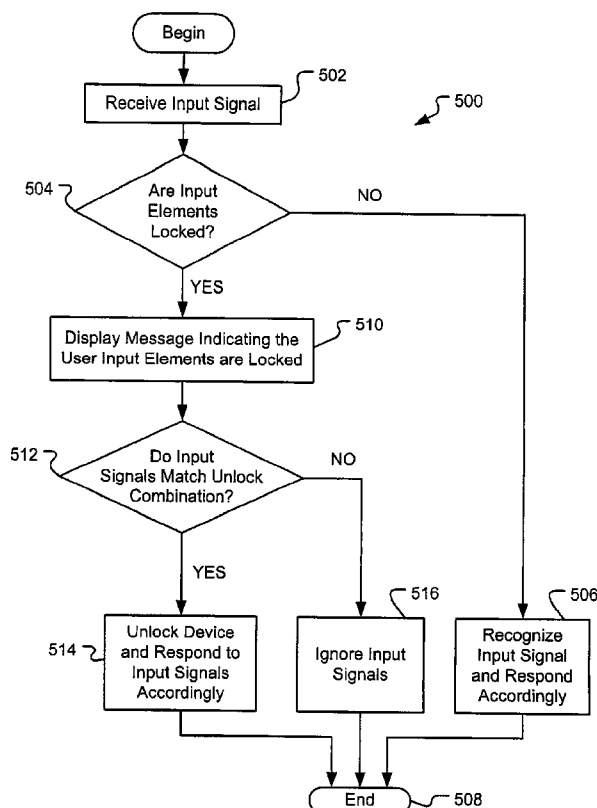 Begin
502
Receive Input Signal
500
504
Are Input
Elements
Locked?
NO
YES
510
Display Message Indicating the
User Input Elements are Locked
512
Do Input
Signals Match Unlock
Combination?
NO
YES
516
506
514
Unlock Device
and Respond to
Input Signals
Accordingly
Ignore Input
Signals
Recognize
Input Signal
and Respond
Accordingly
End
508